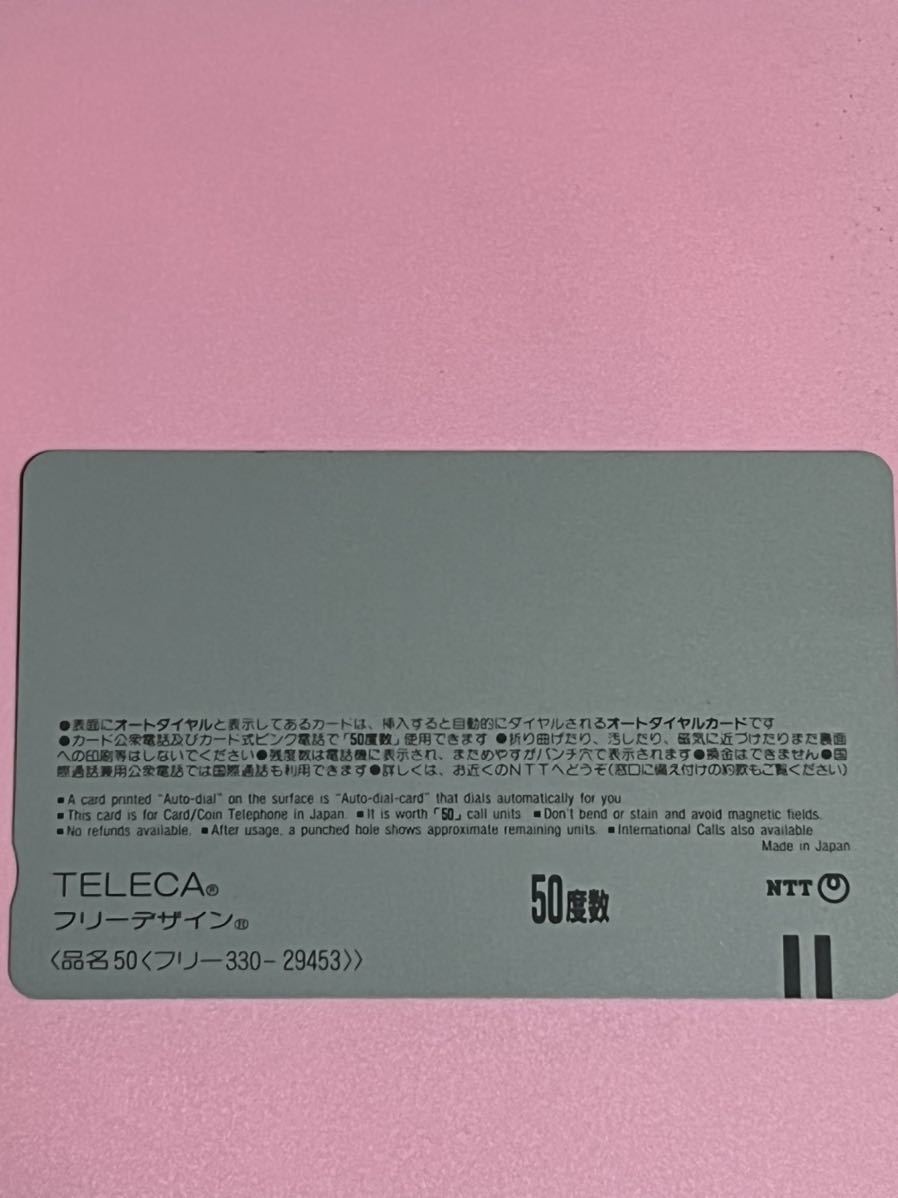 ●表面にオートダイヤルと表示してあるカードは、挿入すると自動的にダイヤルされるオートダイヤルカードです
●カード公衆電話及びカード式ピンク電話で「50度数」使用できます ●折り曲げたり、汚したり、磁気に近づけたりまた裏面
への印刷等はしないでください●残度数は電話機に表示され、まためやすがパンチ穴で表示されます●換金はできません●国
際通話兼用公衆電話では国際通話も利用できます●詳しくは、お近くのNTTへどうぞ(窓口に備え付けの約款もご覧ください)
■A card printed "Auto-dial" on the surface is "Auto-dial-card" that dials automatically for you
■This card is for Card/Coin Telephone in Japan. ■It is worth「50」call units ■Don't bend or stain and avoid magnetic fields.
■No refunds available. ■After usage, a punched hole shows approximate remaining units. ■International Calls also available
Made in Japan
TELECA®
フリーデザイン®
50度数
NTT
〈品名50〈フリー330-29453〉〉